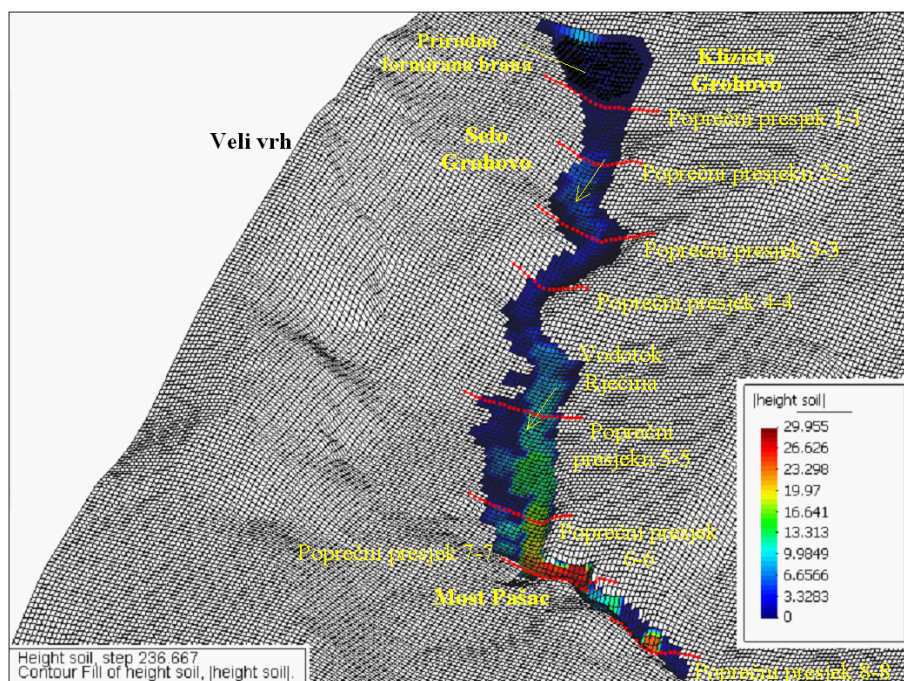 Prirodno
formirana brana
Klizište
Grohovo
Poprečni presjek 1-1
Veli vrh
Selo
Grohovo
Poprečni presjekn 2-2
Poprečni presjek 3-3
Poprečni presjek 4-4
Vodotok
Rječina
|height soil|
29.955
26.626
23.298
19.97
16.641
13.313
9.9849
6.6566
3.3283
0
Poprečni
presjekn 5-5
Poprečni presjek
6-6
Poprečni presjek 7-7
Most Pašac
Poprečni presjek 8-8
Height soil, step 236.667
Contour Fill of height soil, |height soil|.